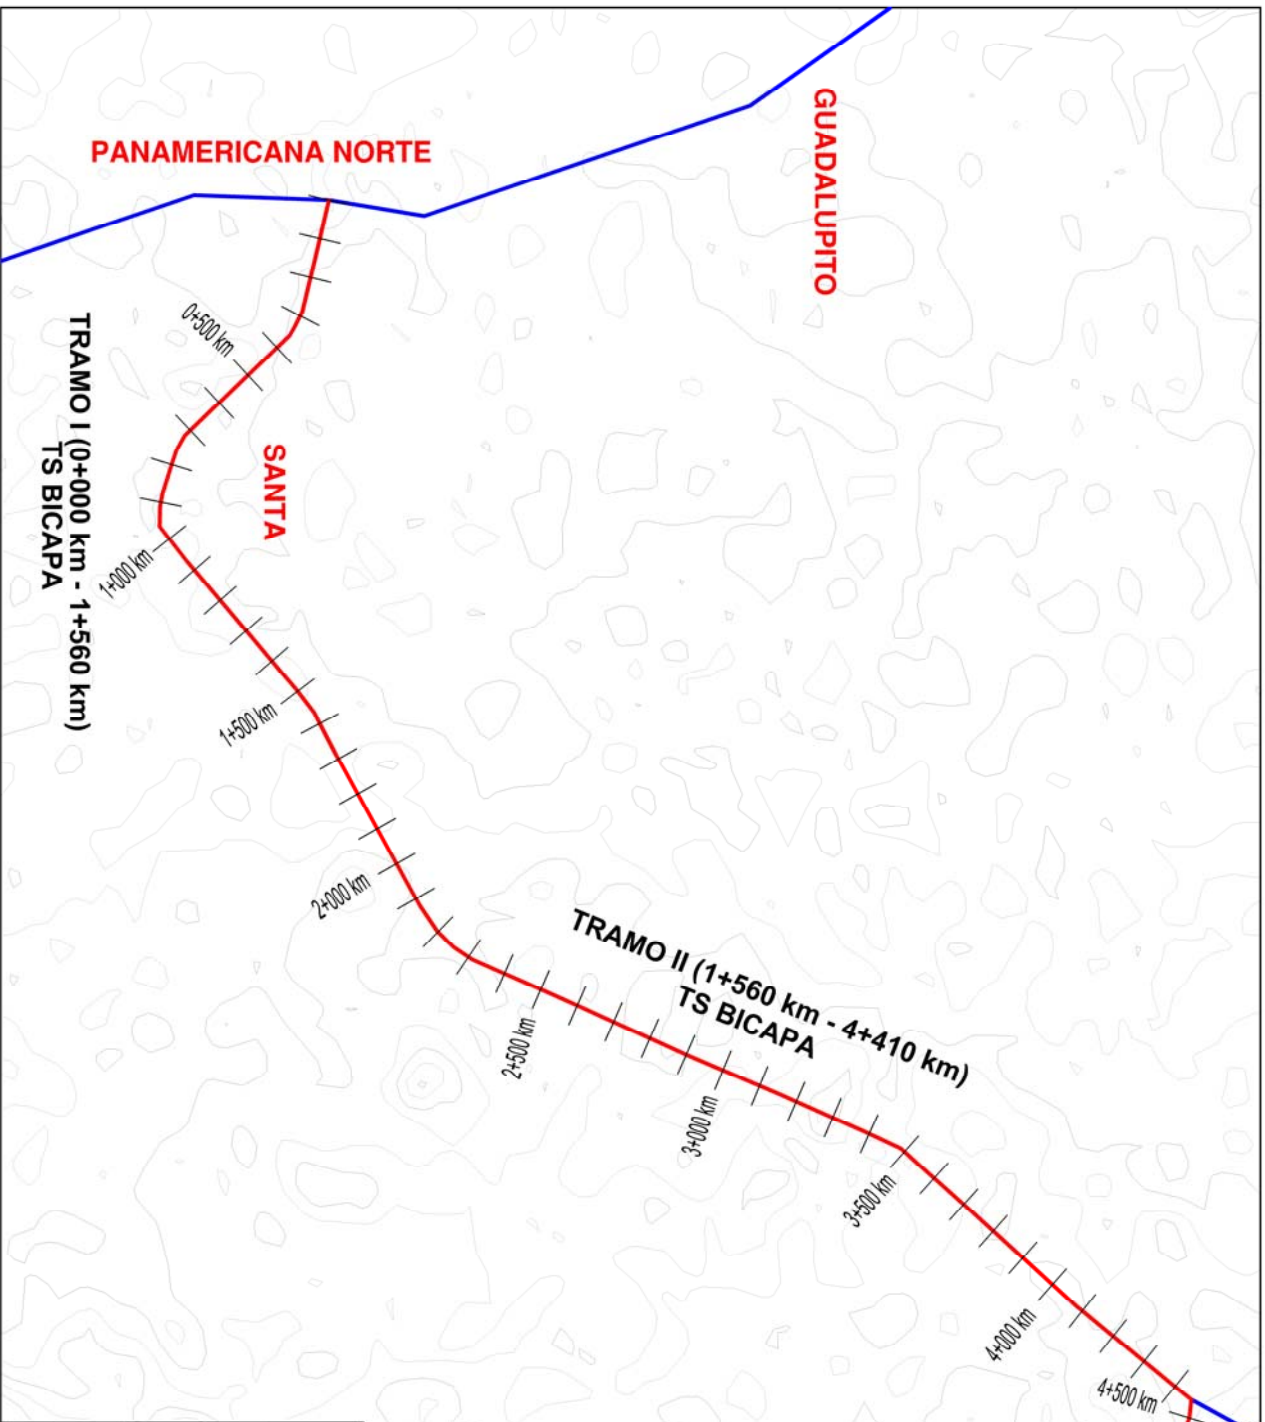 GUADALUPITO
PANAMERICANA NORTE
0+500 km
TRAMO I (0+000 km - 1+560 km)
TS BICAPA
SANTA
1+000 km
1+500 km
2+000 km
TRAMO II (1+560 km - 4+410 km)
TS BICAPA
2+500 km
3+000 km
3+500 km
4+000 km
4+500 km